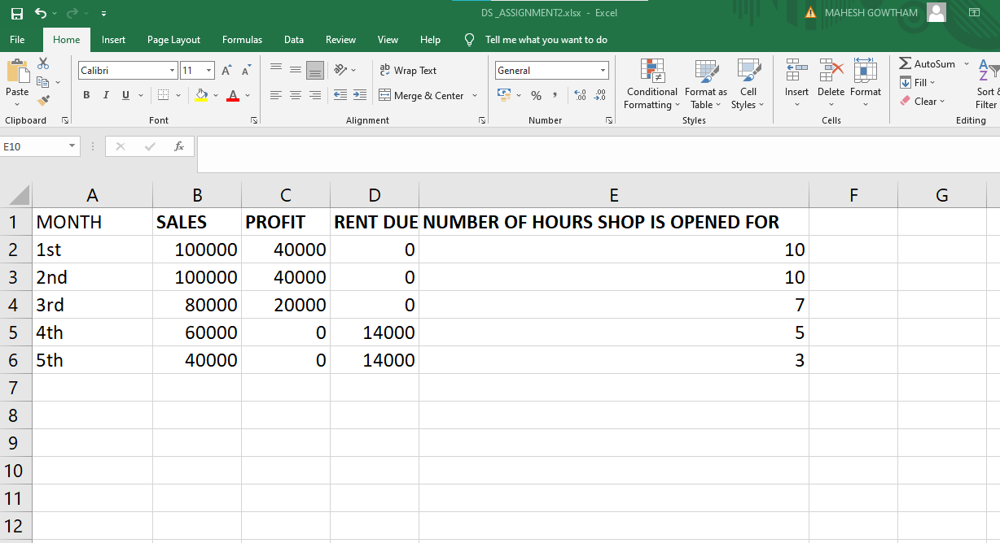 DS _ASSIGNMENT2.xlsx - Excel
MAHESH GOWTHAM
File Home Insert Page Layout Formulas Data Review View Help Tell me what you want to do
Calibri 11 ab Wrap Text General AutoSum
Paste B I U A Merge & Center % , Conditional Formatting Format as Table Cell Styles Insert Delete Format Fill Clear Sort & Filter
Clipboard Font Alignment Number Styles Cells Editing
E10 fx
A B C D E F G
1 MONTH SALES PROFIT RENT DUE NUMBER OF HOURS SHOP IS OPENED FOR
2 1st 100000 40000 0 10
3 2nd 100000 40000 0 10
4 3rd 80000 20000 0 7
5 4th 60000 0 14000 5
6 5th 40000 0 14000 3
7
8
9
10
11
12